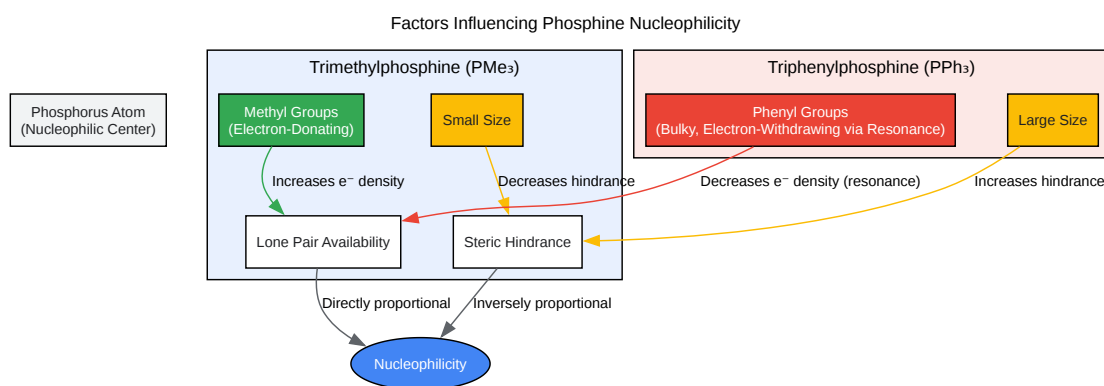 Factors Influencing Phosphine Nucleophilicity
Trimethylphosphine (PMe₃)
Triphenylphosphine (PPh₃)
Phosphorus Atom
(Nucleophilic Center)
Methyl Groups
(Electron-Donating)
Small Size
Phenyl Groups
(Bulky, Electron-Withdrawing via Resonance)
Large Size
Increases e⁻ density
Decreases hindrance
Decreases e⁻ density (resonance)
Increases hindrance
Lone Pair Availability
Steric Hindrance
Directly proportional
Inversely proportional
Nucleophilicity